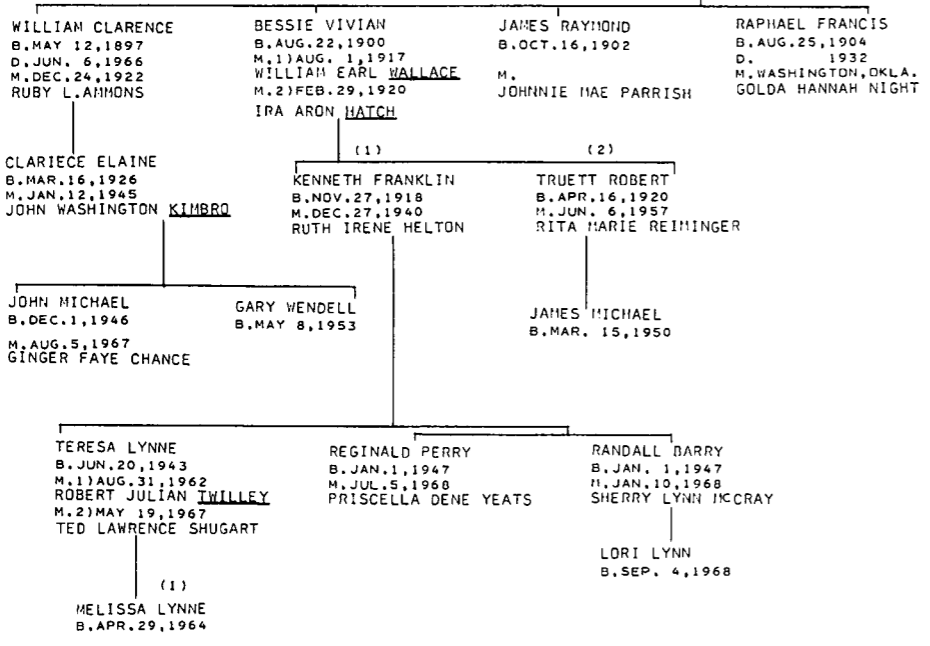 WILLIAM CLARENCE
B.MAY 12,1897
D.JUN. 6,1966
M.DEC.24,1922
RUBY L.AMMONS
BESSIE VIVIAN
B.AUG.22,1900
M.1)AUG. 1,1917
WILLIAM EARL WALLACE
M.2)FEB.29,1920
IRA ARON HATCH
JAMES RAYMOND
B.OCT.16,1902
M.
JOHNNIE MAE PARRISH
RAPHAEL FRANCIS
B.AUG.25,1904
D. 1932
M.WASHINGTON,OKLA.
GOLDA HANNAH NIGHT
(1)
(2)
CLARIECE ELAINE
B.MAR.16,1926
M.JAN.12,1945
JOHN WASHINGTON KIMBRO
KENNETH FRANKLIN
B.NOV.27,1918
M.DEC.27,1940
RUTH IRENE HELTON
TRUETT ROBERT
B.APR.16,1920
M.JUN. 6,1957
RITA MARIE REIMINGER
JOHN MICHAEL
B.DEC.1,1946
M.AUG.5,1967
GINGER FAYE CHANCE
GARY WENDELL
B.MAY 8,1953
JAMES MICHAEL
B.MAR. 15,1950
TERESA LYNNE
B.JUN.20,1943
M.1)AUG.31,1962
ROBERT JULIAN TWILLEY
M.2)MAY 19,1967
TED LAWRENCE SHUGART
REGINALD PERRY
B.JAN.1,1947
M.JUL.5,1968
PRISCELLA DENE YEATS
RANDALL BARRY
B.JAN. 1,1947
M.JAN.10,1968
SHERRY LYNN MCCRAY
LORI LYNN
B.SEP. 4,1968
(1)
MELISSA LYNNE
B.APR.29,1964